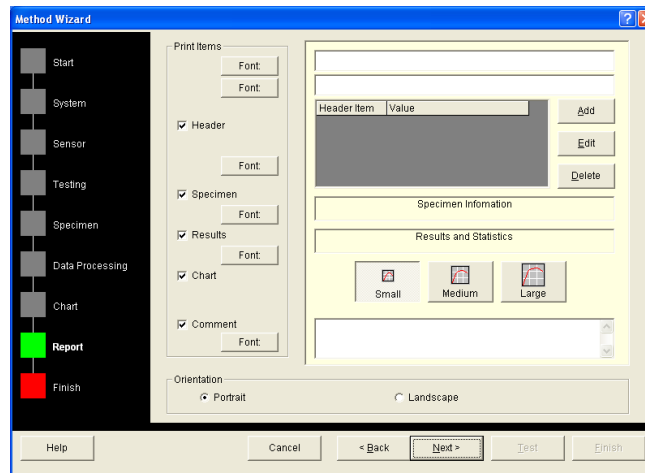 Method Wizard
Start
System
Sensor
Testing
Specimen
Data Processing
Chart
Report
Finish
Print Items
Font:
Font:
Header
Font:
Specimen
Font:
Results
Font:
Chart
Comment
Font:
Header Item Value
Add
Edit
Delete
Specimen Infomation
Results and Statistics
Small Medium Large
Orientation
Portrait Landscape
Help Cancel < Back Next > Test Finish